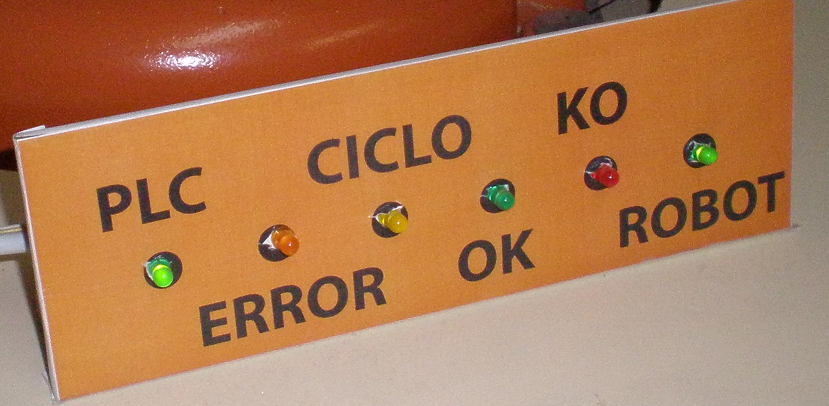 PLC
ERROR
CICLO
OK
KO
ROBOT